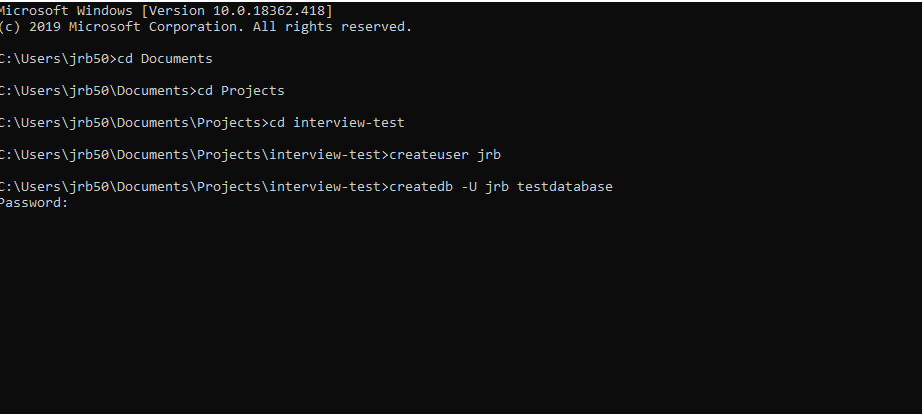 Microsoft Windows [Version 10.0.18362.418]
(c) 2019 Microsoft Corporation. All rights reserved.
C:\Users\jrb50>cd Documents
C:\Users\jrb50\Documents>cd Projects
C:\Users\jrb50\Documents\Projects>cd interview-test
C:\Users\jrb50\Documents\Projects\interview-test>createuser jrb
C:\Users\jrb50\Documents\Projects\interview-test>createdb -U jrb testdatabase
Password: